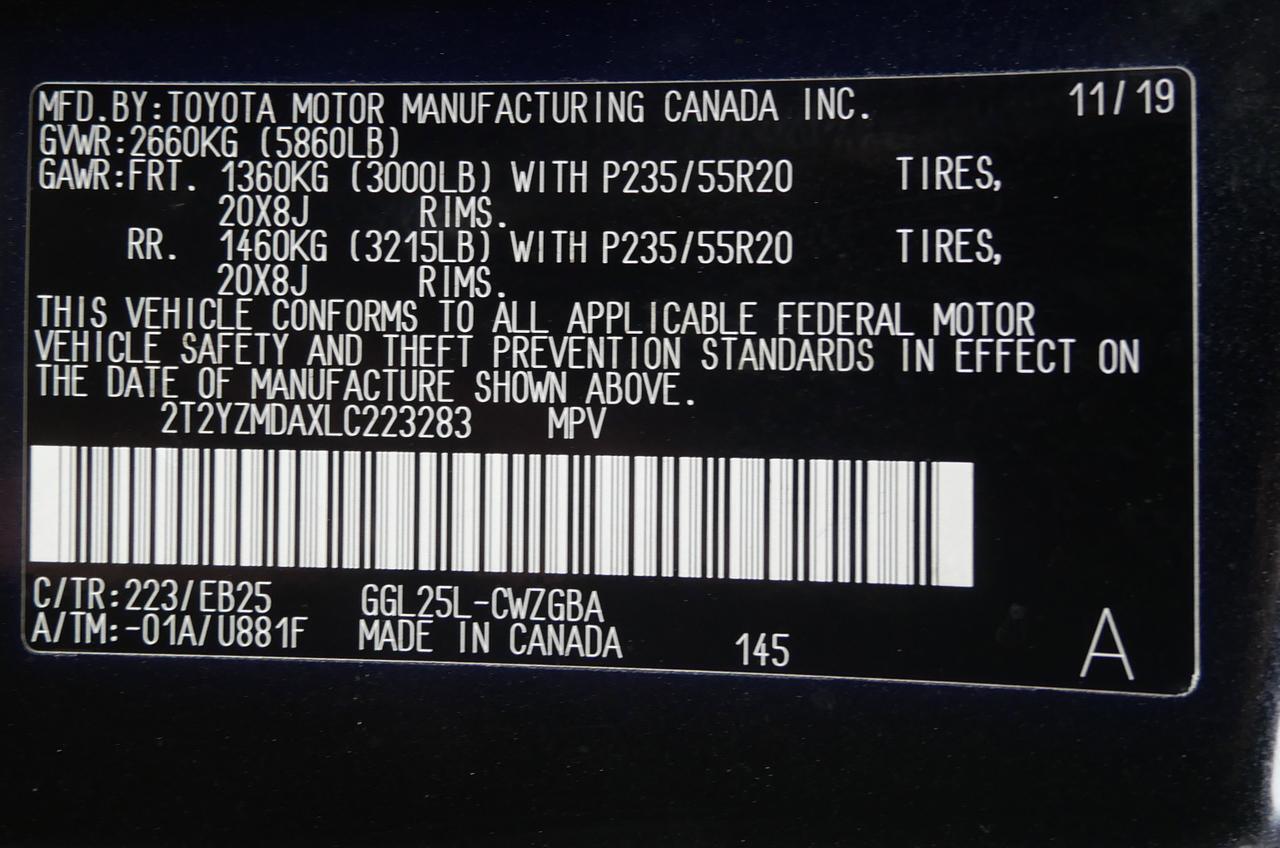 MFD.BY:TOYOTA MOTOR MANUFACTURING CANADA INC. 11/19
GVWR:2660KG (5860LB)
GAWR:FRT. 1360KG (3000LB) WITH P235/55R20 TIRES,
20X8J RIMS.
RR. 1460KG (3215LB) WITH P235/55R20 TIRES,
20X8J RIMS.
THIS VEHICLE CONFORMS TO ALL APPLICABLE FEDERAL MOTOR
VEHICLE SAFETY AND THEFT PREVENTION STANDARDS IN EFFECT ON
THE DATE OF MANUFACTURE SHOWN ABOVE.
2T2YZMDAXLC223283 MPV
C/TR:223/EB25 GGL25L-CWZGBA
A/TM:-01A/U881F MADE IN CANADA 145 A